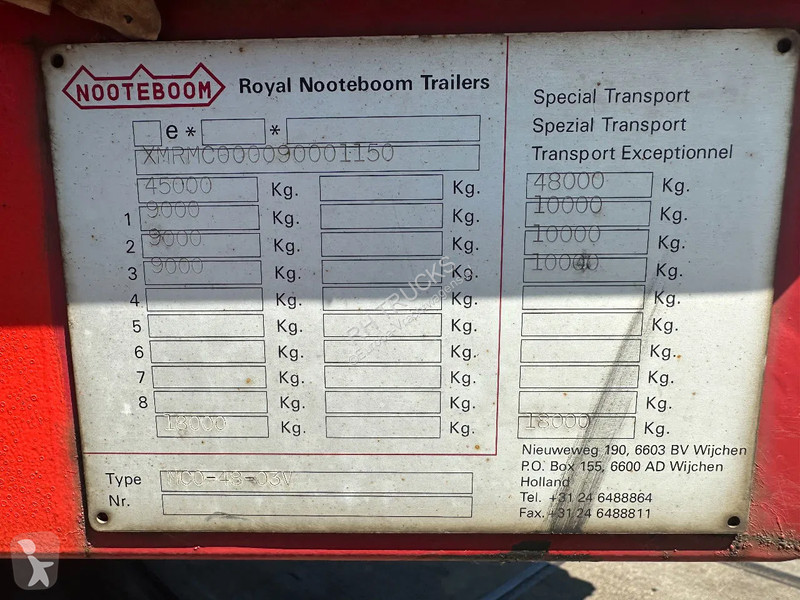 NOOTEBOOM Royal Nooteboom Trailers
Special Transport
Spezial Transport
Transport Exceptionnel
e* *
XMRMC000090001150
45000 Kg. Kg. 48000 Kg.
1 9000 Kg. Kg. 10000 Kg.
2 9000 Kg. Kg. 10000 Kg.
3 9000 Kg. Kg. 10000 Kg.
4 Kg. Kg. Kg.
5 Kg. Kg. Kg.
6 Kg. Kg. Kg.
7 Kg. Kg. Kg.
8 Kg. Kg. Kg.
18000 Kg. Kg. 18000 Kg.
Type MCO-48-03V
Nr.
Nieuweweg 190, 6603 BV Wijchen
P.O. Box 155, 6600 AD Wijchen
Holland
Tel. +31 24 6488864
Fax. +31 24 6488811
TRUCKS